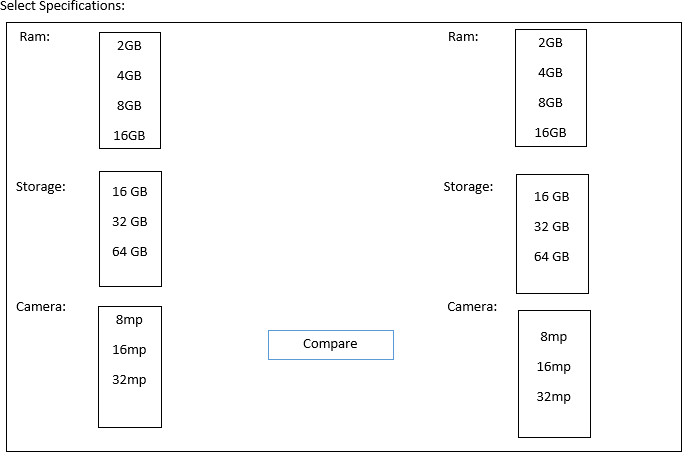 Select Specifications:
Ram:
2GB
4GB
8GB
16GB
Storage:
16 GB
32 GB
64 GB
Camera:
8mp
16mp
32mp
Compare
Ram:
2GB
4GB
8GB
16GB
Storage:
16 GB
32 GB
64 GB
Camera:
8mp
16mp
32mp